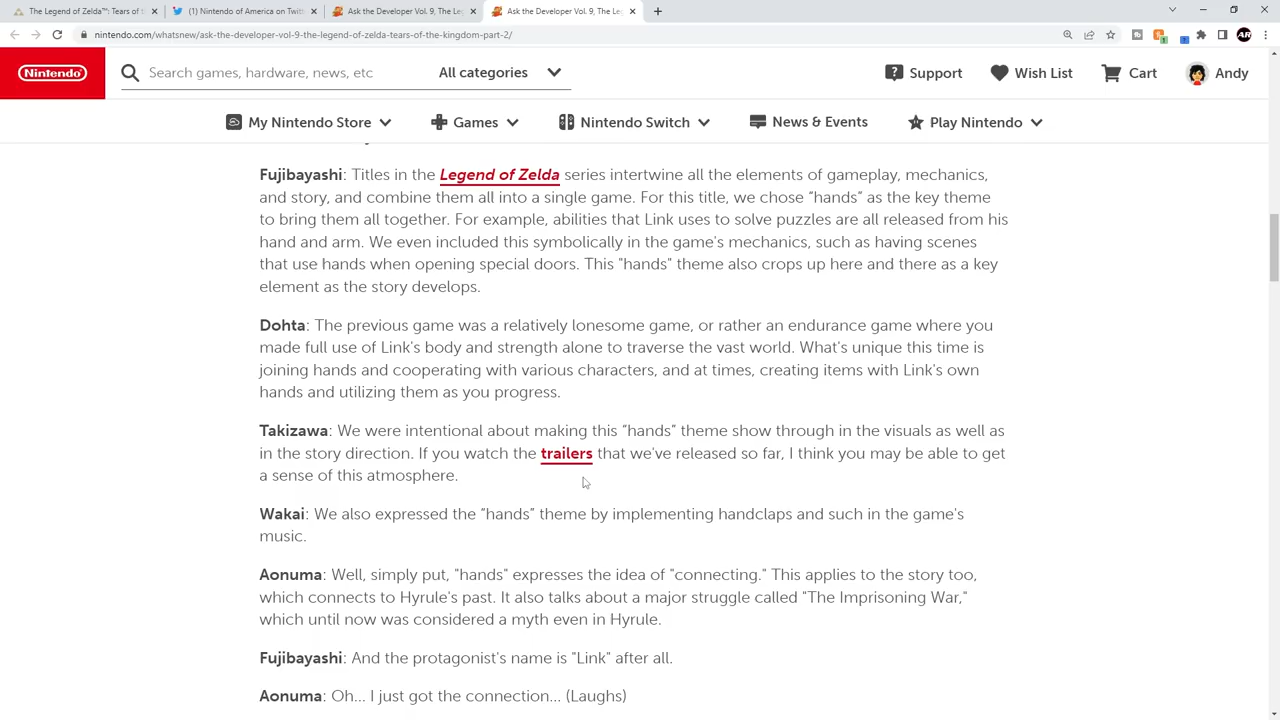 The Legend of Zelda™: Tears of t
(1) Nintendo of America on Twitt
Ask the Developer Vol. 9, The Leg
Ask the Developer Vol. 9, The Leg
nintendo.com/whatsnew/ask-the-developer-vol-9-the-legend-of-zelda-tears-of-the-kingdom-part-2/
AR
Nintendo
Search games, hardware, news, etc
All categories
Support
Wish List
Cart
Andy
My Nintendo Store
Games
Nintendo Switch
News & Events
Play Nintendo
Fujibayashi: Titles in the Legend of Zelda series intertwine all the elements of gameplay, mechanics,
and story, and combine them all into a single game. For this title, we chose “hands” as the key theme
to bring them all together. For example, abilities that Link uses to solve puzzles are all released from his
hand and arm. We even included this symbolically in the game's mechanics, such as having scenes
that use hands when opening special doors. This "hands" theme also crops up here and there as a key
element as the story develops.
Dohta: The previous game was a relatively lonesome game, or rather an endurance game where you
made full use of Link's body and strength alone to traverse the vast world. What's unique this time is
joining hands and cooperating with various characters, and at times, creating items with Link's own
hands and utilizing them as you progress.
Takizawa: We were intentional about making this “hands” theme show through in the visuals as well as
in the story direction. If you watch the trailers that we've released so far, I think you may be able to get
a sense of this atmosphere.
Wakai: We also expressed the “hands” theme by implementing handclaps and such in the game's
music.
Aonuma: Well, simply put, "hands" expresses the idea of "connecting." This applies to the story too,
which connects to Hyrule's past. It also talks about a major struggle called "The Imprisoning War,"
which until now was considered a myth even in Hyrule.
Fujibayashi: And the protagonist's name is "Link" after all.
Aonuma: Oh... I just got the connection... (Laughs)